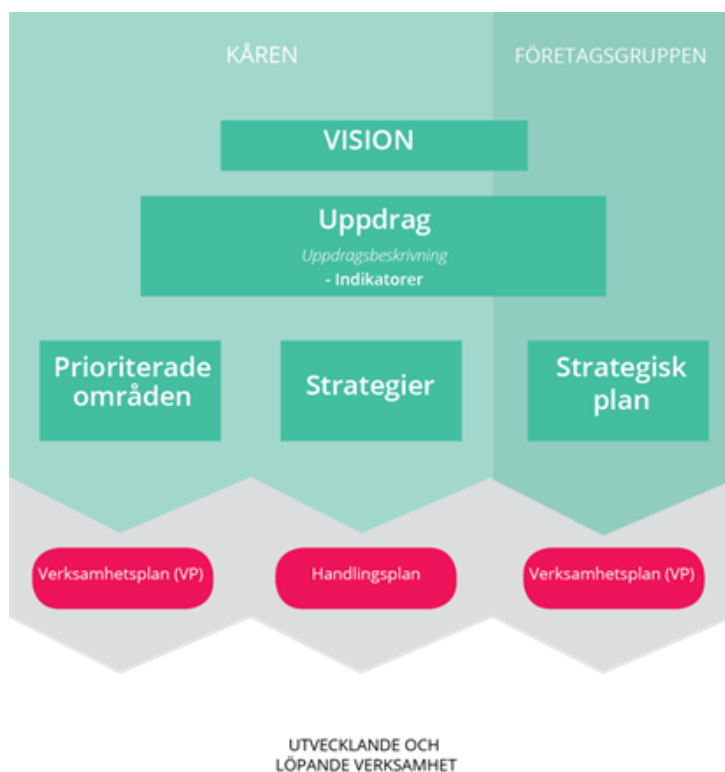 KÅREN
FÖRETAGSGRUPPEN
VISION
Uppdrag
Uppdragsbeskrivning
- Indikatorer
Prioriterade
områden
Strategier
Strategisk
plan
Verksamhetsplan (VP)
Handlingsplan
Verksamhetsplan (VP)
UTVECKLANDE OCH
LÖPANDE VERKSAMHET